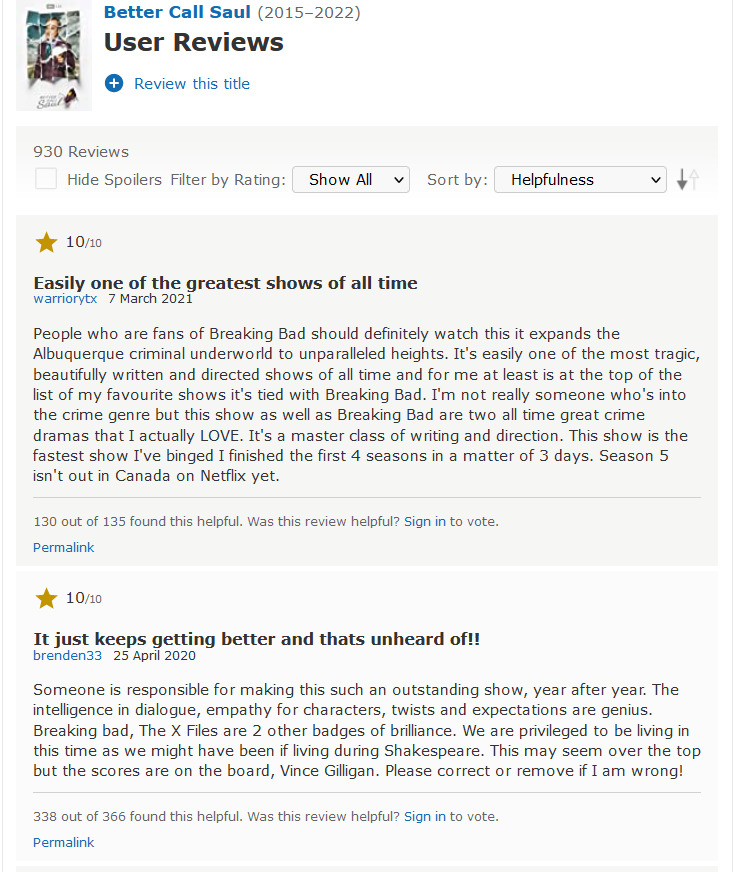 Better Call Saul (2015–2022)
User Reviews
Review this title
930 Reviews
Hide Spoilers Filter by Rating: Show All Sort by: Helpfulness
10/10
Easily one of the greatest shows of all time
warriorytx 7 March 2021
People who are fans of Breaking Bad should definitely watch this it expands the
Albuquerque criminal underworld to unparalleled heights. It's easily one of the most tragic,
beautifully written and directed shows of all time and for me at least is at the top of the
list of my favourite shows it's tied with Breaking Bad. I'm not really someone who's into
the crime genre but this show as well as Breaking Bad are two all time great crime
dramas that I actually LOVE. It's a master class of writing and direction. This show is the
fastest show I've binged I finished the first 4 seasons in a matter of 3 days. Season 5
isn't out in Canada on Netflix yet.
130 out of 135 found this helpful. Was this review helpful? Sign in to vote.
Permalink
10/10
It just keeps getting better and thats unheard of!!
brenden33 25 April 2020
Someone is responsible for making this such an outstanding show, year after year. The
intelligence in dialogue, empathy for characters, twists and expectations are genius.
Breaking bad, The X Files are 2 other badges of brilliance. We are privileged to be living in
this time as we might have been if living during Shakespeare. This may seem over the top
but the scores are on the board, Vince Gilligan. Please correct or remove if I am wrong!
338 out of 366 found this helpful. Was this review helpful? Sign in to vote.
Permalink